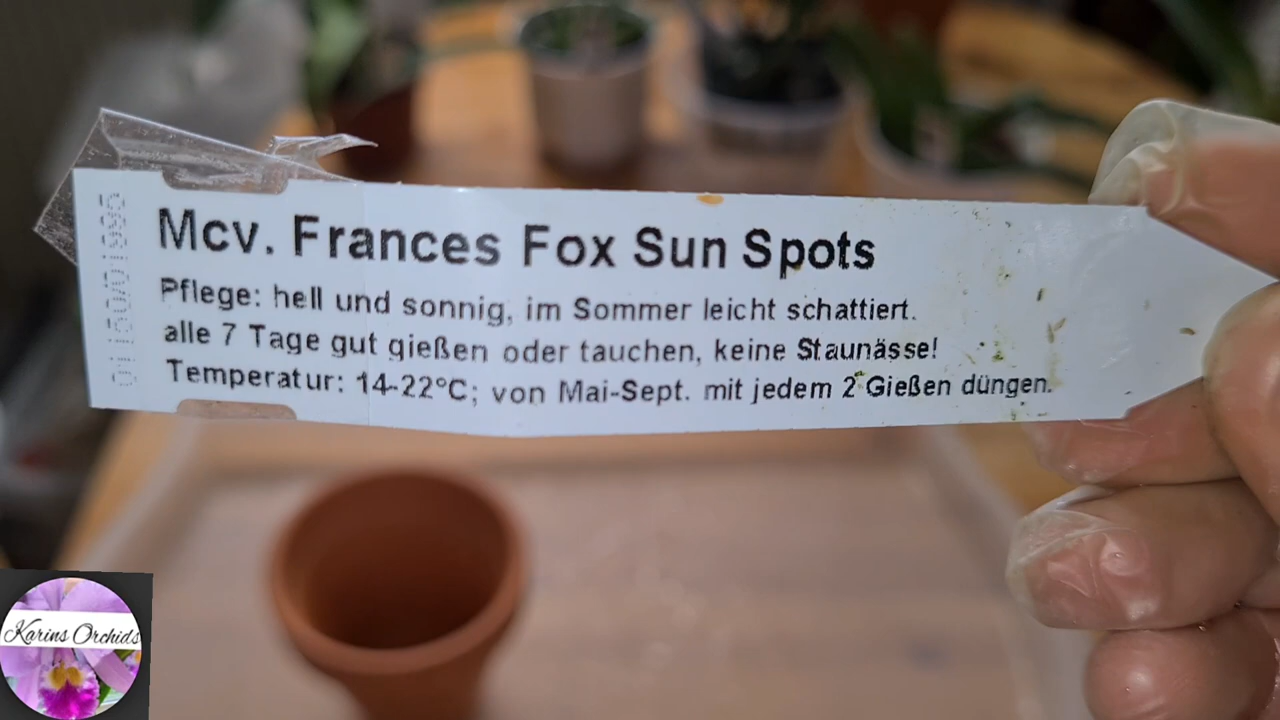 Mcv. Frances Fox Sun Spots
Pflege: hell und sonnig, im Sommer leicht schattiert.
alle 7 Tage gut gießen oder tauchen, keine Staunässe!
Temperatur: 14-22°C; von Mai-Sept. mit jedem 2 Gießen düngen.
Karins Orchids